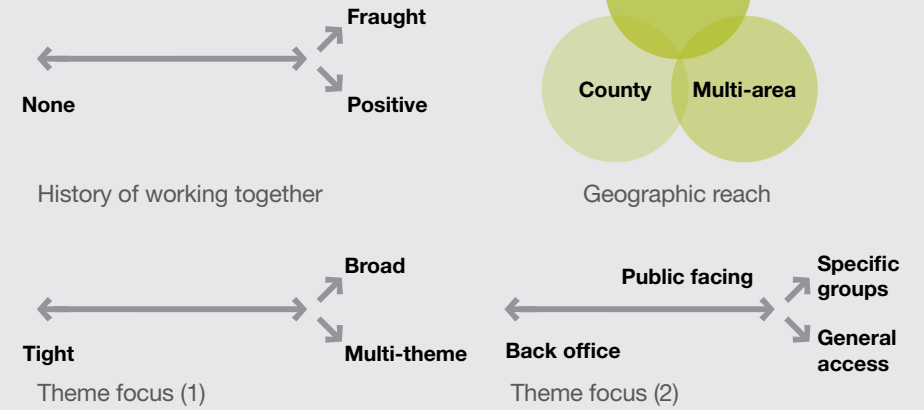 Fraught
None
Positive
History of working together
County
Multi-area
Geographic reach
Broad
Tight
Multi-theme
Theme focus (1)
Public facing
Specific
groups
Back office
General
access
Theme focus (2)